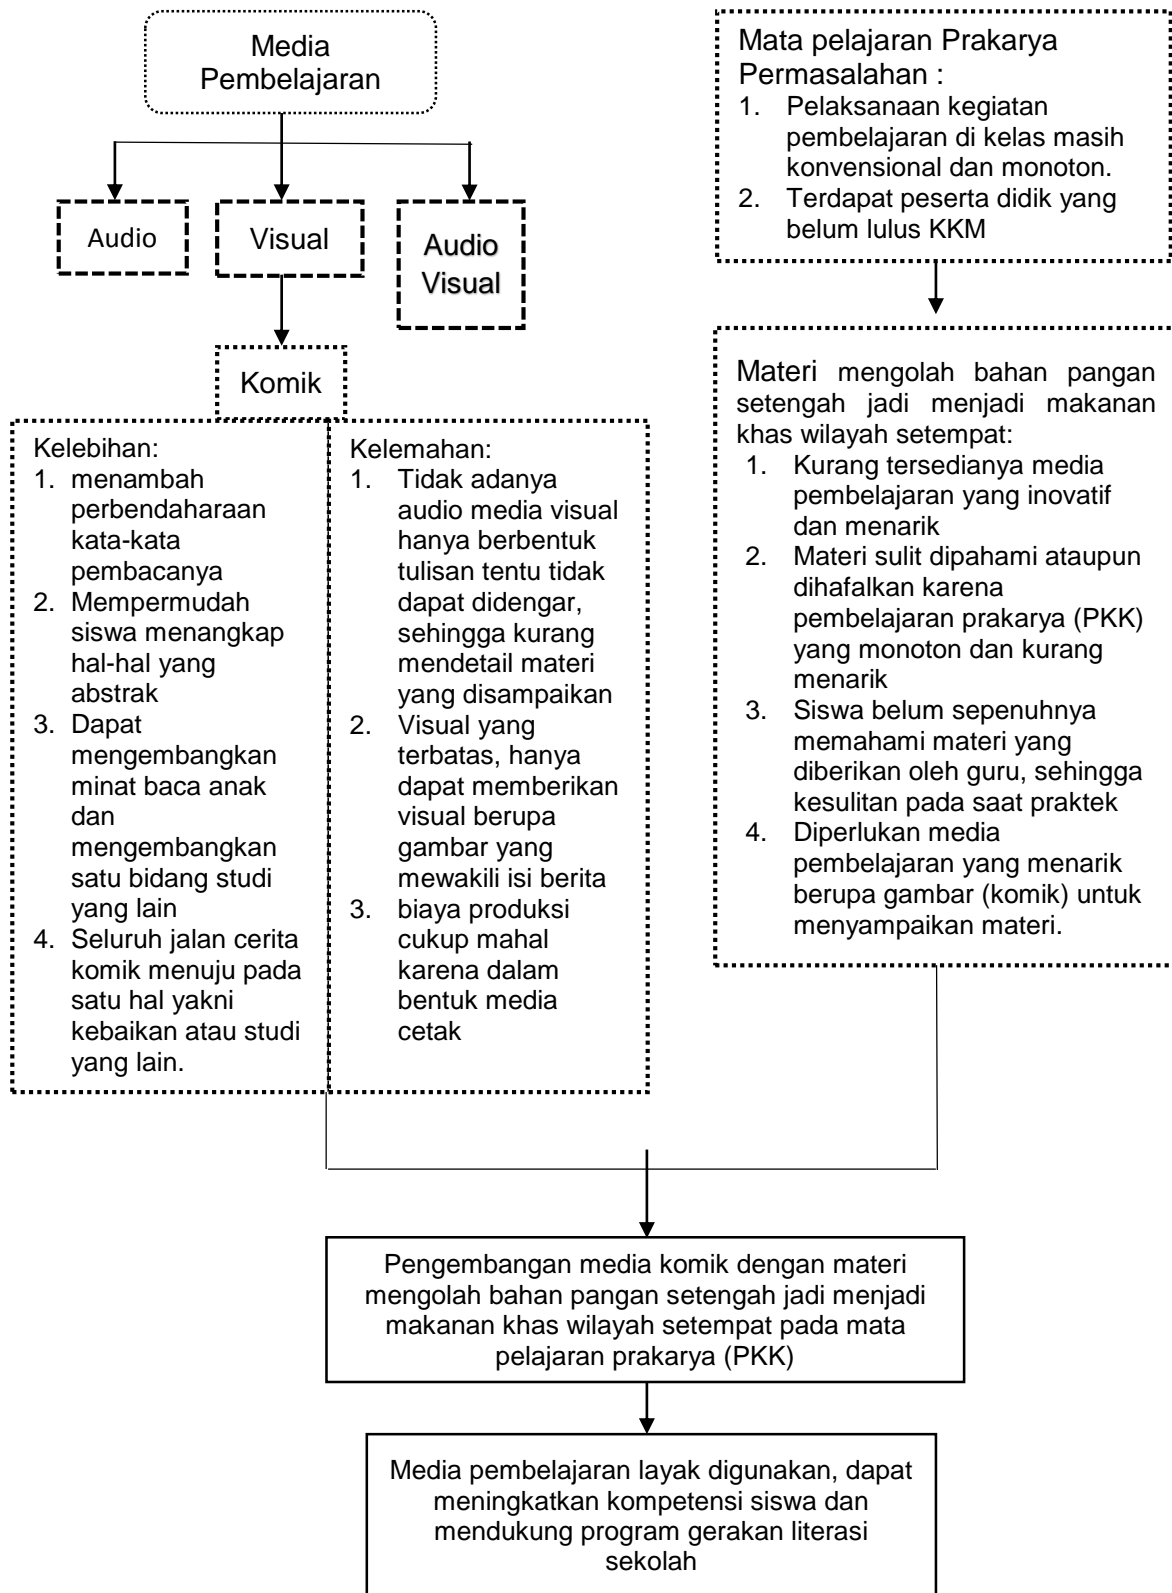 Media
Pembelajaran
Audio
Visual
Audio
Visual
Komik
Kelebihan:
1. menambah
perbendaharaan
kata-kata
pembacanya
2. Mempermudah
siswa menangkap
hal-hal yang
abstrak
3. Dapat
mengembangkan
minat baca anak
dan
mengembangkan
satu bidang studi
yang lain
4. Seluruh jalan cerita
komik menuju pada
satu hal yakni
kebaikan atau studi
yang lain.
Kelemahan:
1. Tidak adanya
audio media visual
hanya berbentuk
tulisan tentu tidak
dapat didengar,
sehingga kurang
mendetail materi
yang disampaikan
2. Visual yang
terbatas, hanya
dapat memberikan
visual berupa
gambar yang
mewakili isi berita
3. biaya produksi
cukup mahal
karena dalam
bentuk media
cetak
Mata pelajaran Prakarya
Permasalahan :
1. Pelaksanaan kegiatan
pembelajaran di kelas masih
konvensional dan monoton.
2. Terdapat peserta didik yang
belum lulus KKM
Materi mengolah bahan pangan
setengah jadi menjadi makanan
khas wilayah setempat:
1. Kurang tersedianya media
pembelajaran yang inovatif
dan menarik
2. Materi sulit dipahami ataupun
dihafalkan karena
pembelajaran prakarya (PKK)
yang monoton dan kurang
menarik
3. Siswa belum sepenuhnya
memahami materi yang
diberikan oleh guru, sehingga
kesulitan pada saat praktek
4. Diperlukan media
pembelajaran yang menarik
berupa gambar (komik) untuk
menyampaikan materi.
Pengembangan media komik dengan materi
mengolah bahan pangan setengah jadi menjadi
makanan khas wilayah setempat pada mata
pelajaran prakarya (PKK)
Media pembelajaran layak digunakan, dapat
meningkatkan kompetensi siswa dan
mendukung program gerakan literasi
sekolah